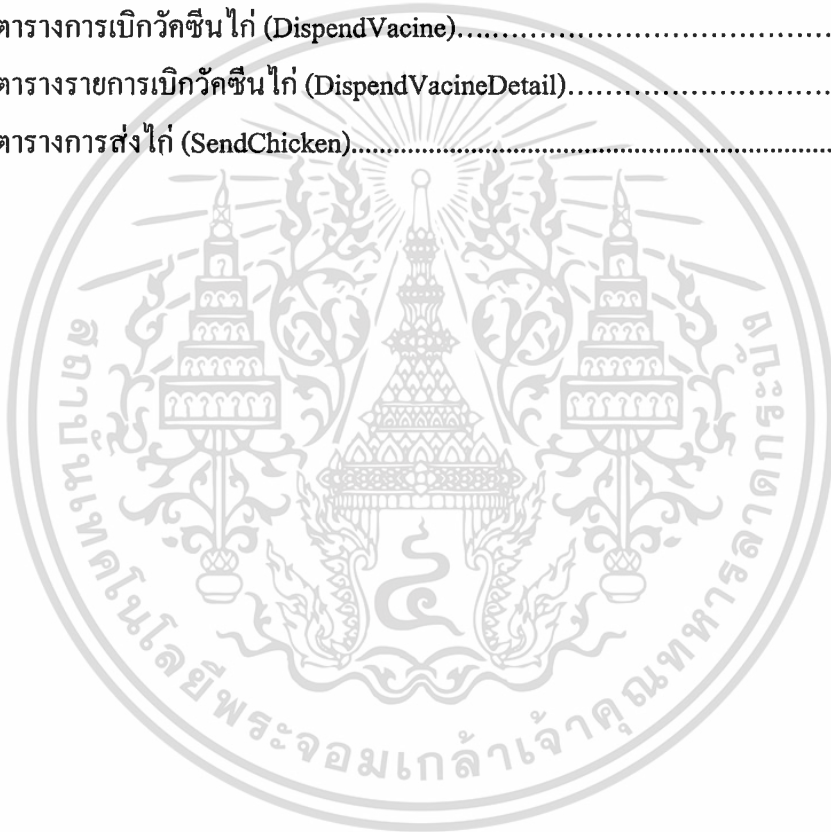 ตารางการเบิกวัคซีนไก่ (DispendVacine)....................................
ตารางรายการเบิกวัคซีนไก่ (DispendVacineDetail)............................
ตารางการส่งไก่ (SendChicken)................................................................................
สถาบันเทคโนโลยีพระจอมเกล้าเจ้าคุณทหารลาดกระบัง